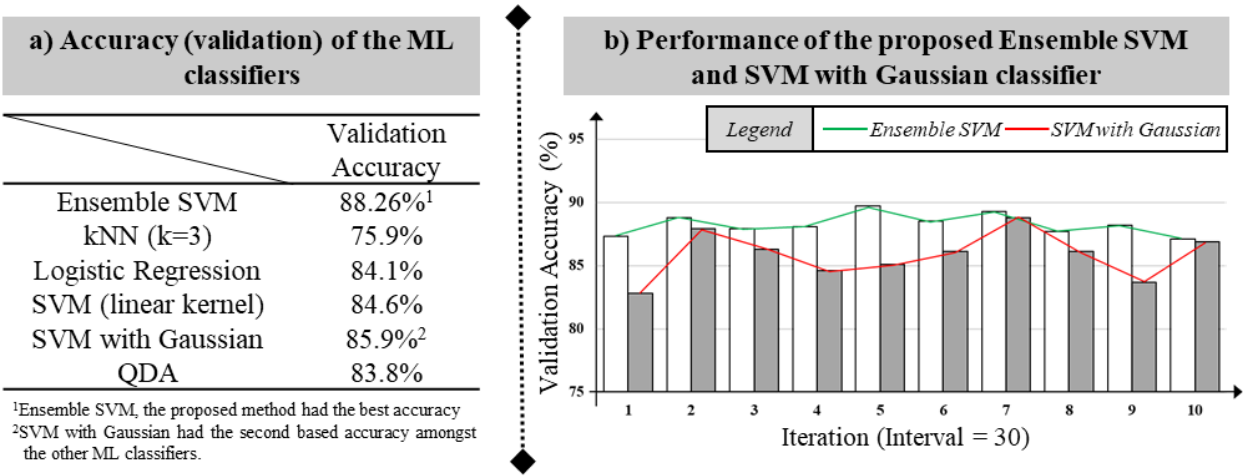 a) Accuracy (validation) of the ML
classifiers
Validation
Accuracy
Ensemble SVM 88.26%¹
kNN (k=3) 75.9%
Logistic Regression 84.1%
SVM (linear kernel) 84.6%
SVM with Gaussian 85.9%²
QDA 83.8%
¹Ensemble SVM, the proposed method had the best accuracy
²SVM with Gaussian had the second based accuracy amongst
the other ML classifiers.
b) Performance of the proposed Ensemble SVM
and SVM with Gaussian classifier
Legend Ensemble SVM SVM with Gaussian
Validation Accuracy (%)
95
90
85
80
75
1 2 3 4 5 6 7 8 9 10
Iteration (Interval = 30)